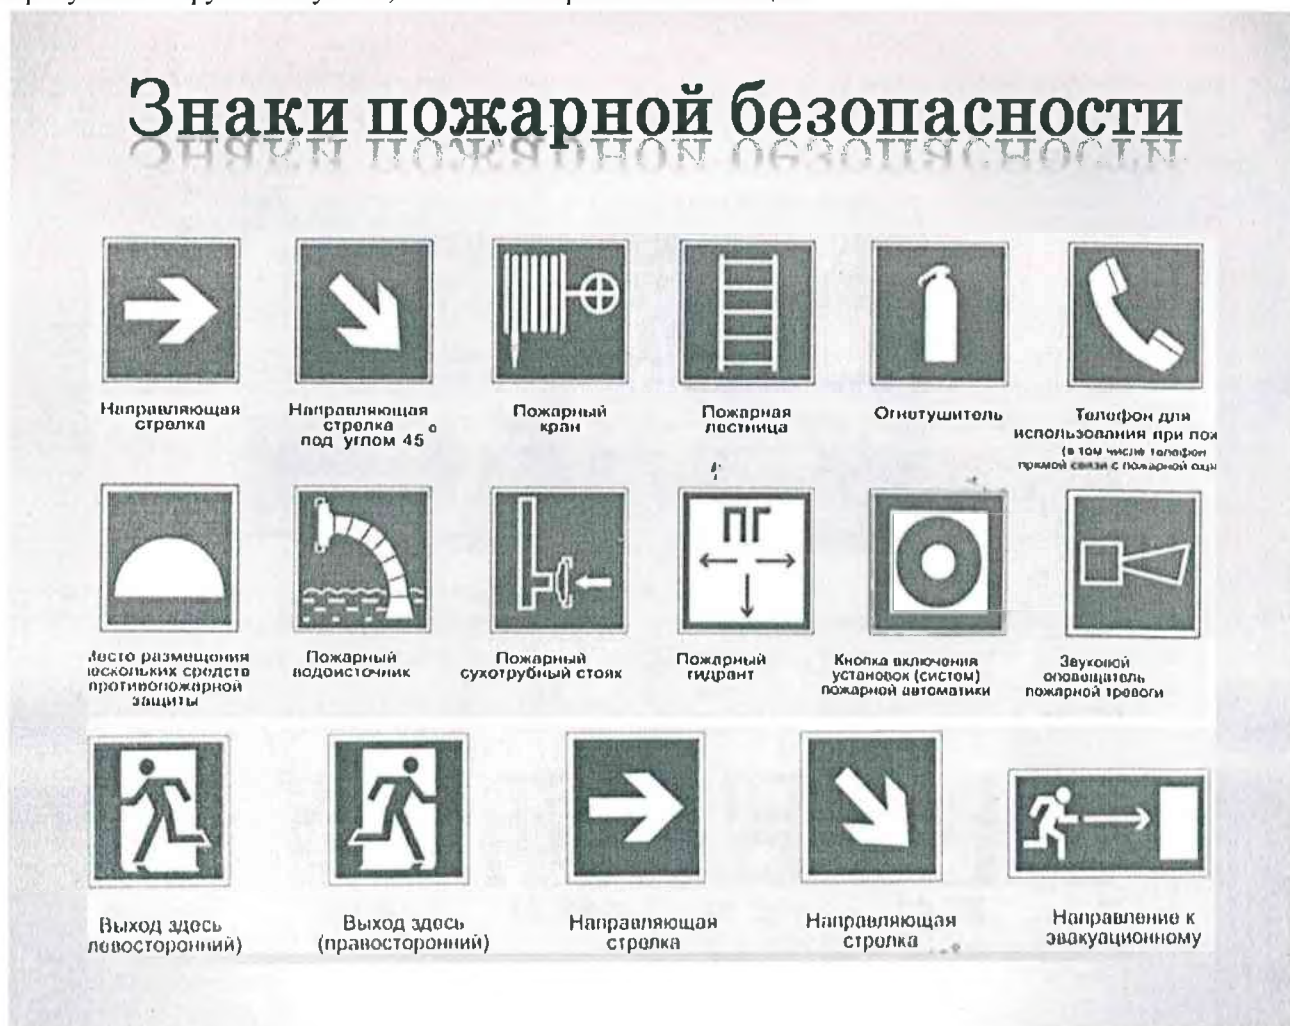 Знаки пожарной безопасности
Направляющая
стрелка
Направляющая
стрелка
под углом 45 °
Пожарный
кран
Пожарная
лестница
Огнетушитель
Телефон для
использования при пож
(в том числе телефон
прямой связи с пожарной охр
Место размещения
нескольких средств
противопожарной
защиты
Пожарный
водоисточник
Пожарный
сухотрубный стояк
ПГ
Пожарный
гидрант
Кнопка включения
установок (систем)
пожарной автоматики
Звуковой
оповещатель
пожарной тревоги
Выход здесь
левосторонний)
Выход здесь
(правосторонний)
Направляющая
стрелка
Направляющая
стрелка
Направление к
эвакуационному